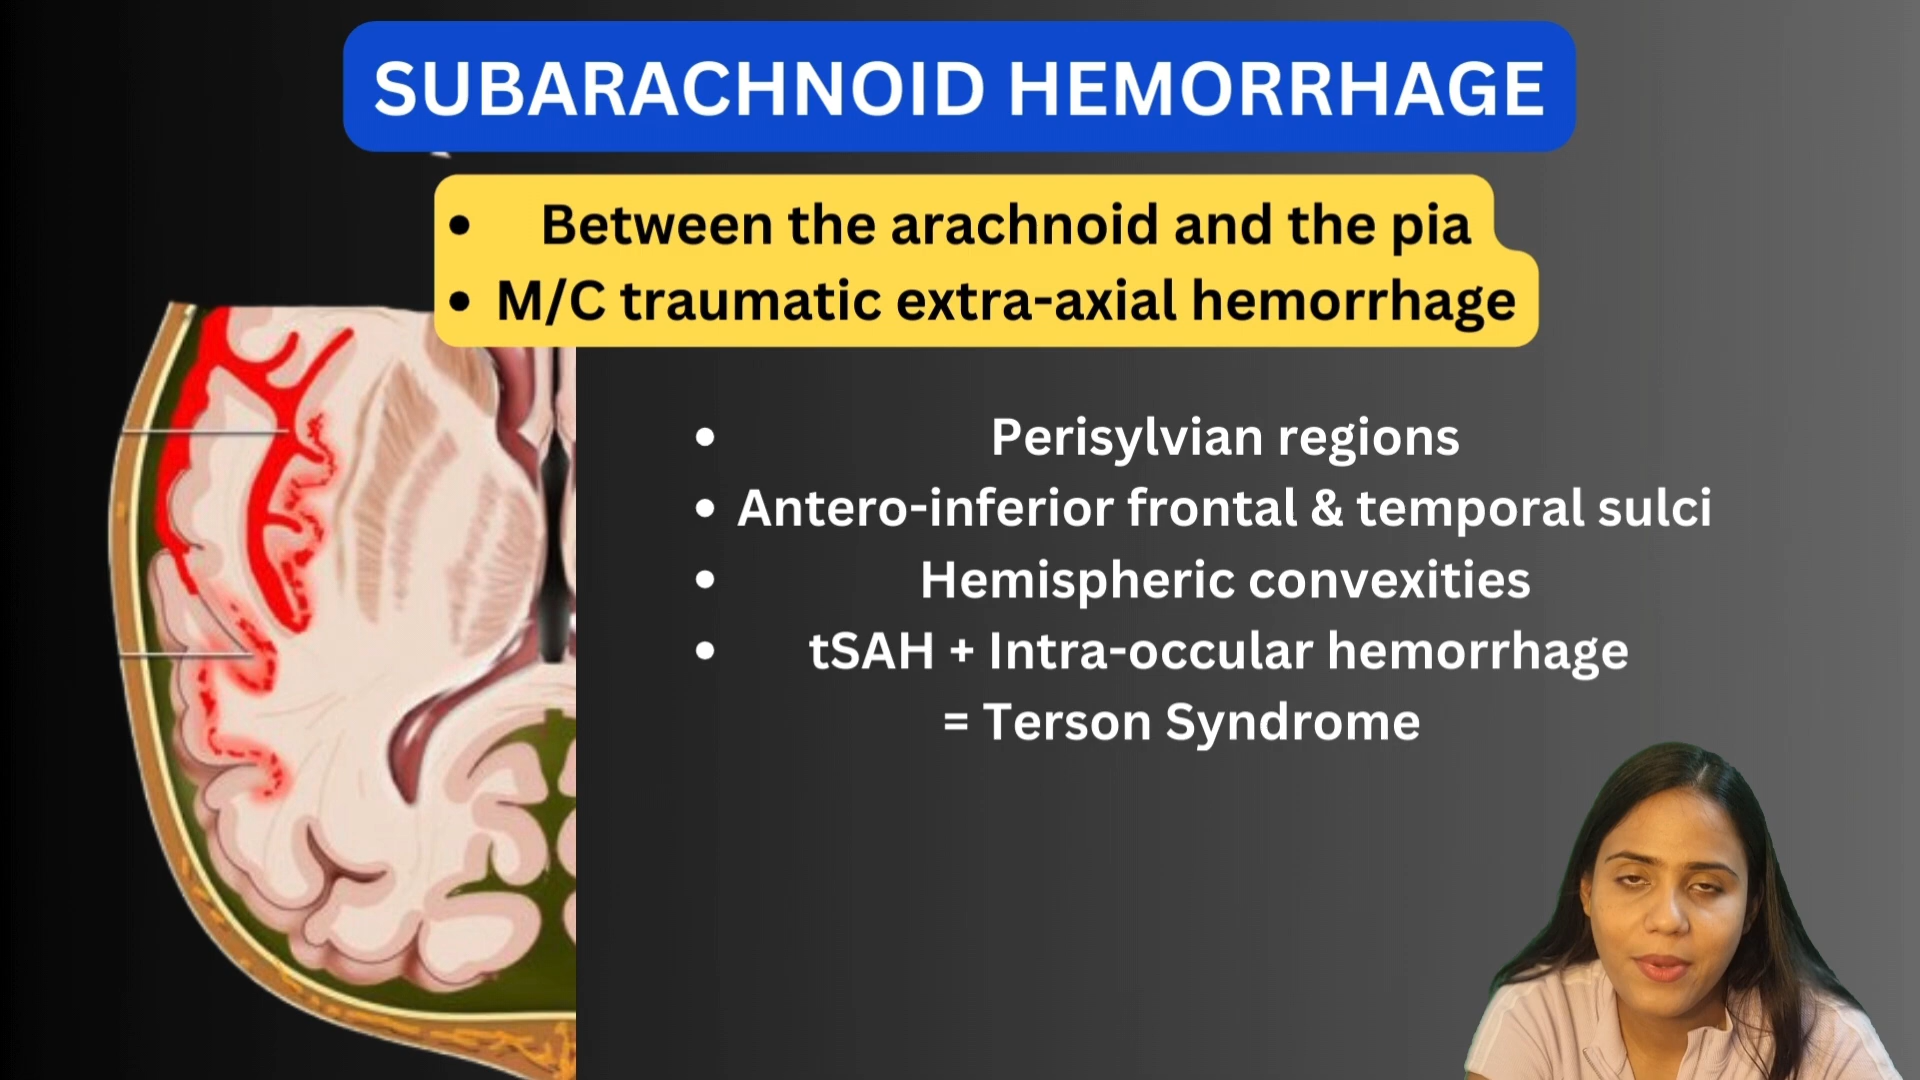 SUBARACHNOID HEMORRHAGE
• Between the arachnoid and the pia
• M/C traumatic extra-axial hemorrhage
• Perisylvian regions
• Antero-inferior frontal & temporal sulci
• Hemispheric convexities
• tSAH + Intra-occular hemorrhage
= Terson Syndrome